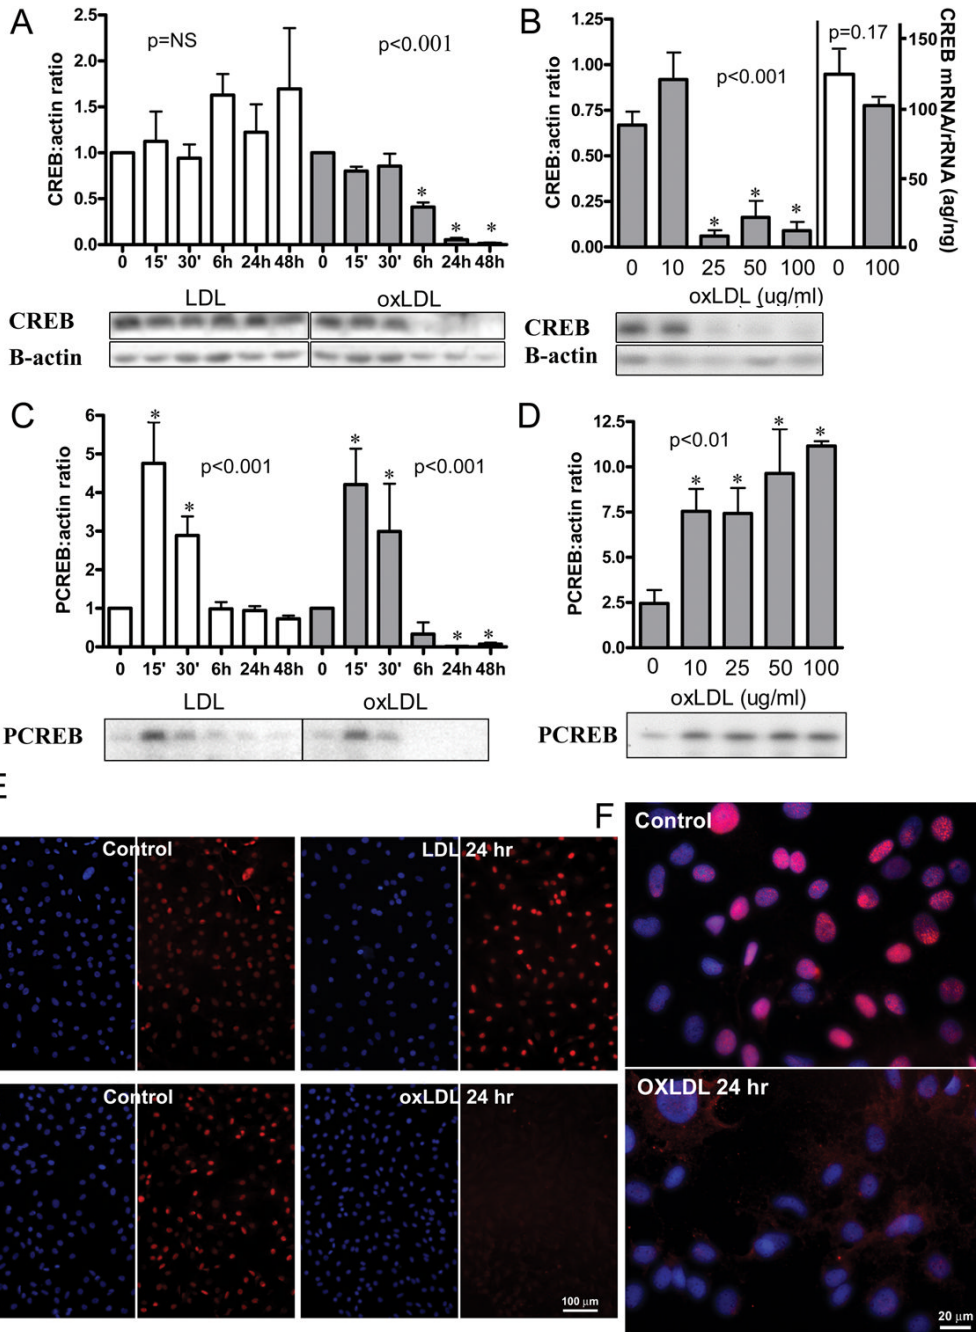 A
CREB:actin ratio
2.5
2.0
1.5
1.0
0.5
0.0
p=NS
p<0.001
*
*
*
0 15' 30' 6h 24h 48h 0 15' 30' 6h 24h 48h
LDL oxLDL
CREB
B-actin
B
CREB:actin ratio
1.25
1.00
0.75
0.50
0.25
0.00
p<0.001
*
*
*
p=0.17
150
100
50
0
CREB mRNA/rRNA (ag/ng)
0 10 25 50 100 0 100
oxLDL (ug/ml)
CREB
B-actin
C
PCREB:actin ratio
6
5
4
3
2
1
0
*
*
p<0.001
*
*
p<0.001
*
*
0 15' 30' 6h 24h 48h 0 15' 30' 6h 24h 48h
LDL oxLDL
PCREB
D
PCREB:actin ratio
12.5
10.0
7.5
5.0
2.5
0.0
p<0.01
*
*
*
*
0 10 25 50 100
oxLDL (ug/ml)
PCREB
E
Control
LDL 24 hr
Control
oxLDL 24 hr
100 µm
F
Control
OXLDL 24 hr
20 µm